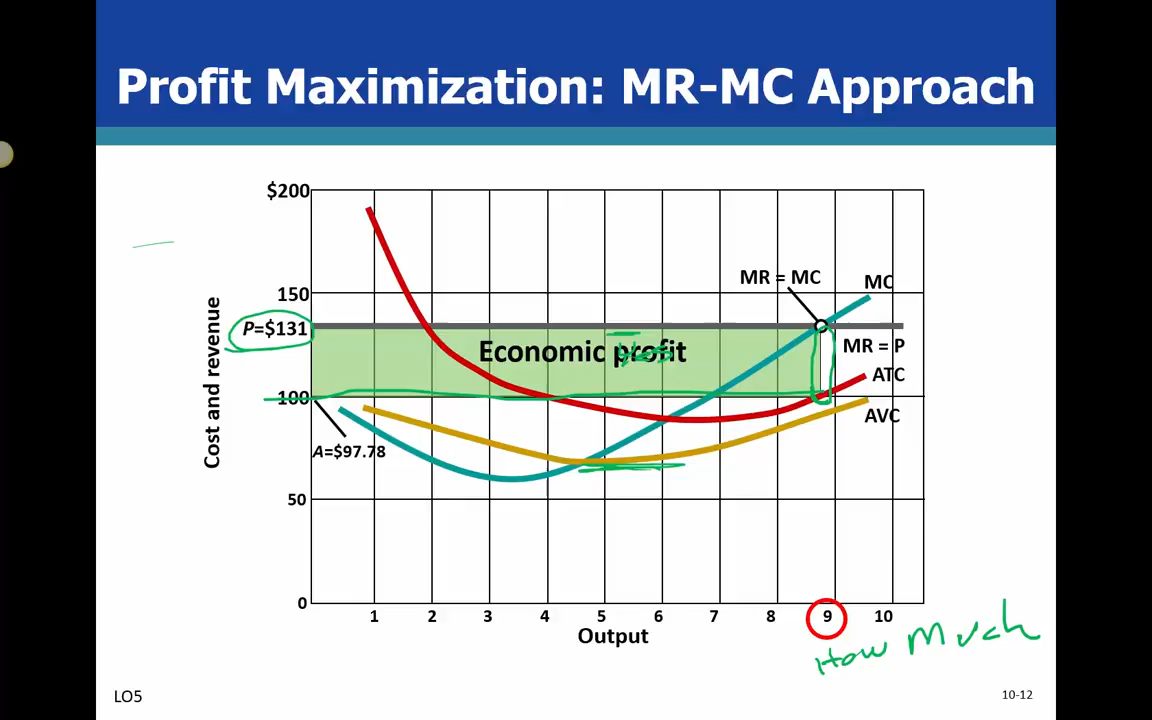 Profit Maximization: MR-MC Approach
$200
MR = MC
MC
150
P=$131
MR = P
Economic profit
ATC
100
AVC
A=$97.78
50
0
Cost and revenue
1 2 3 4 5 6 7 8 9 10
Output
How Much
LO5
10-12